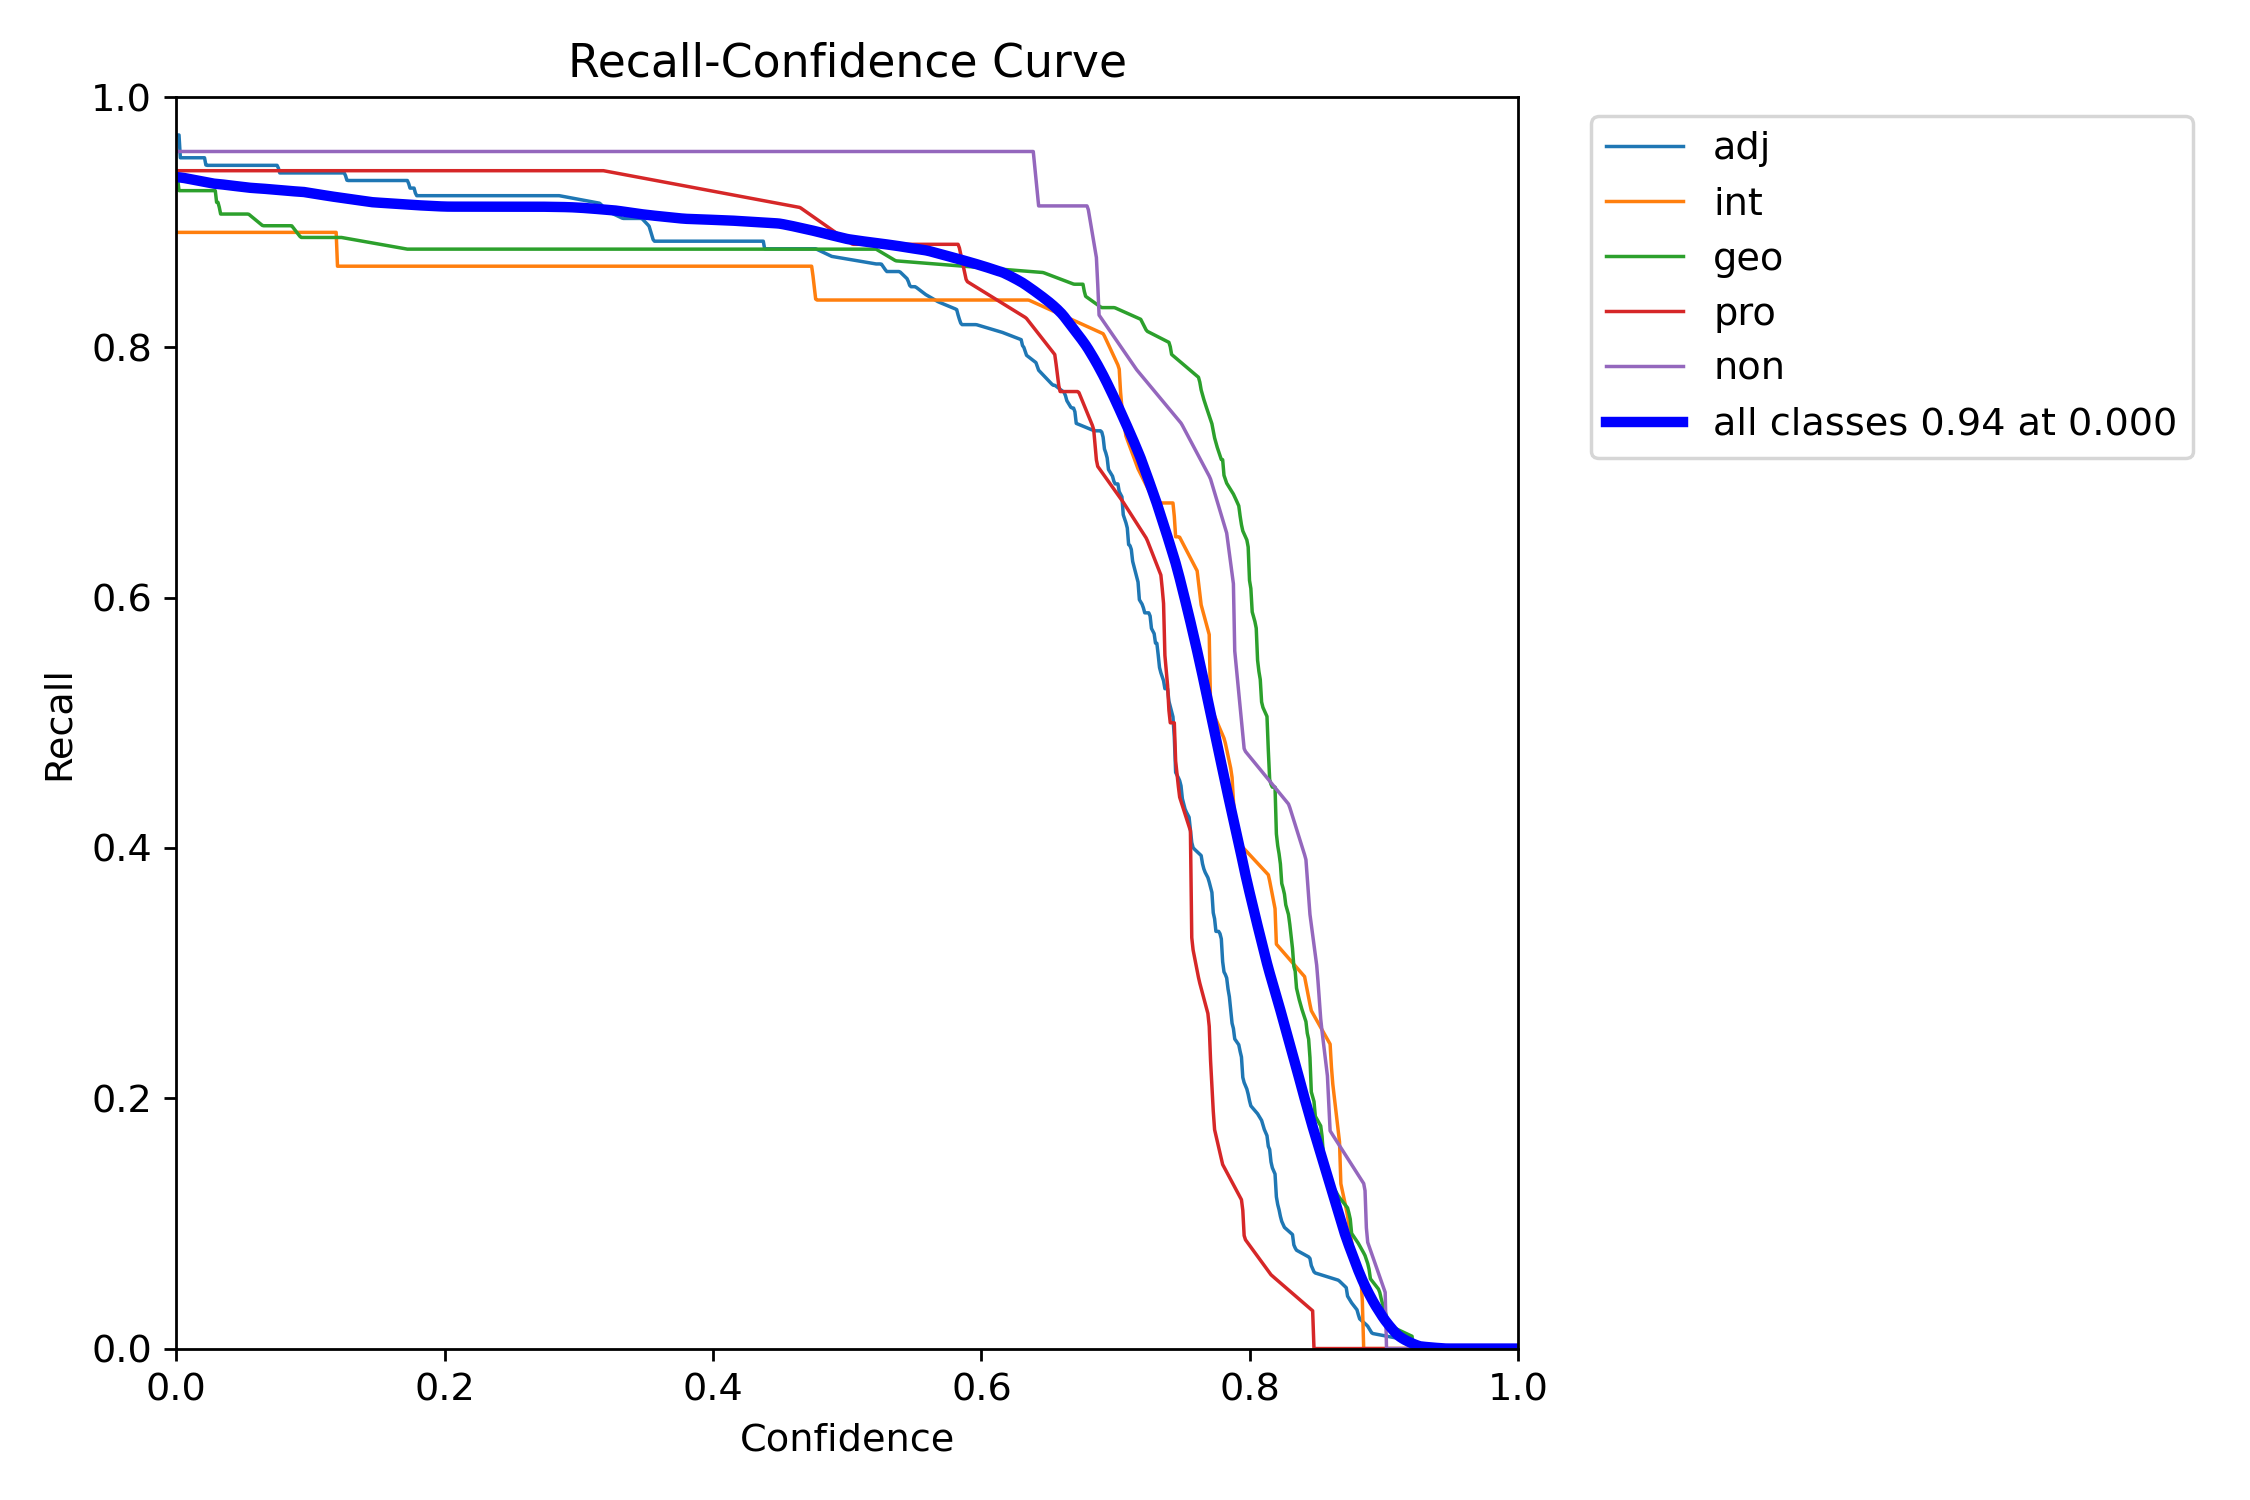 Recall-Confidence Curve
1.0
0.8
0.6
0.4
0.2
0.0
Recall
0.0 0.2 0.4 0.6 0.8 1.0
Confidence
adj
int
geo
pro
non
all classes 0.94 at 0.000